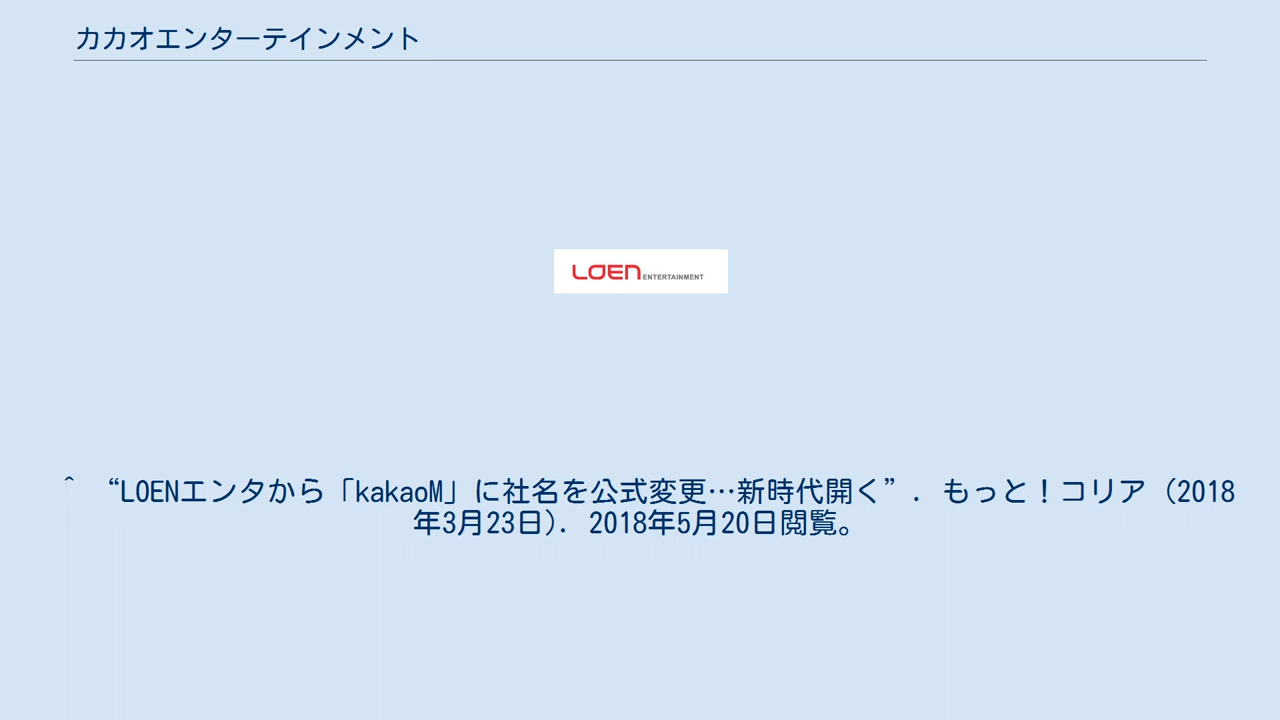 カカオエンターテインメント
LOEN ENTERTAINMENT
^ “LOENエンタから「kakaoM」に社名を公式変更…新時代開く”. もっと!コリア (2018
年3月23日). 2018年5月20日閲覧。